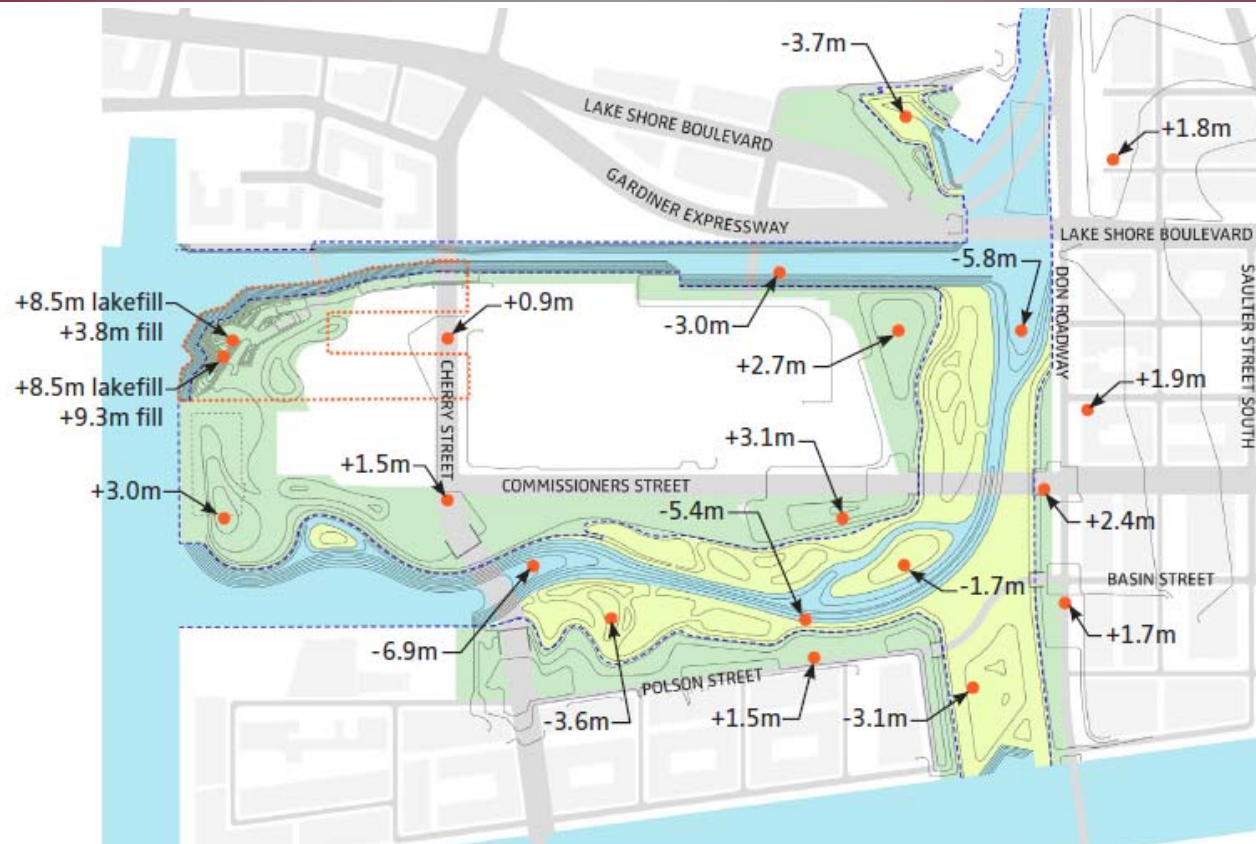 -3.7m
LAKE SHORE BOULEVARD
+1.8m
GARDINER EXPRESSWAY
LAKE SHORE BOULEVARD
-5.8m
+8.5m lakefill
+3.8m fill
+0.9m
-3.0m
DON ROADWAY
SAULTER STREET SOUTH
+8.5m lakefill
+9.3m fill
CHERRY STREET
+2.7m
+1.9m
+3.1m
+1.5m
+3.0m
COMMISSIONERS STREET
-5.4m
+2.4m
-1.7m
BASIN STREET
-6.9m
+1.7m
POLSON STREET
-3.6m
+1.5m
-3.1m